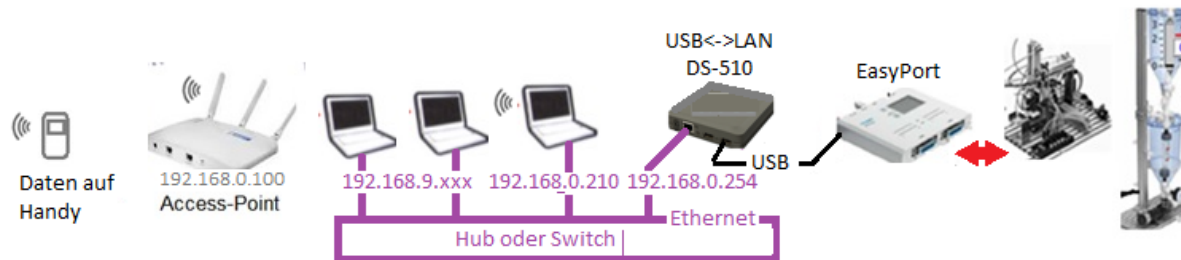 USB<->LAN
DS-510
EasyPort
USB
Daten auf
Handy
192.168.0.100
Access-Point
192.168.9.xxx
192.168.0.210
192.168.0.254
Ethernet
Hub oder Switch